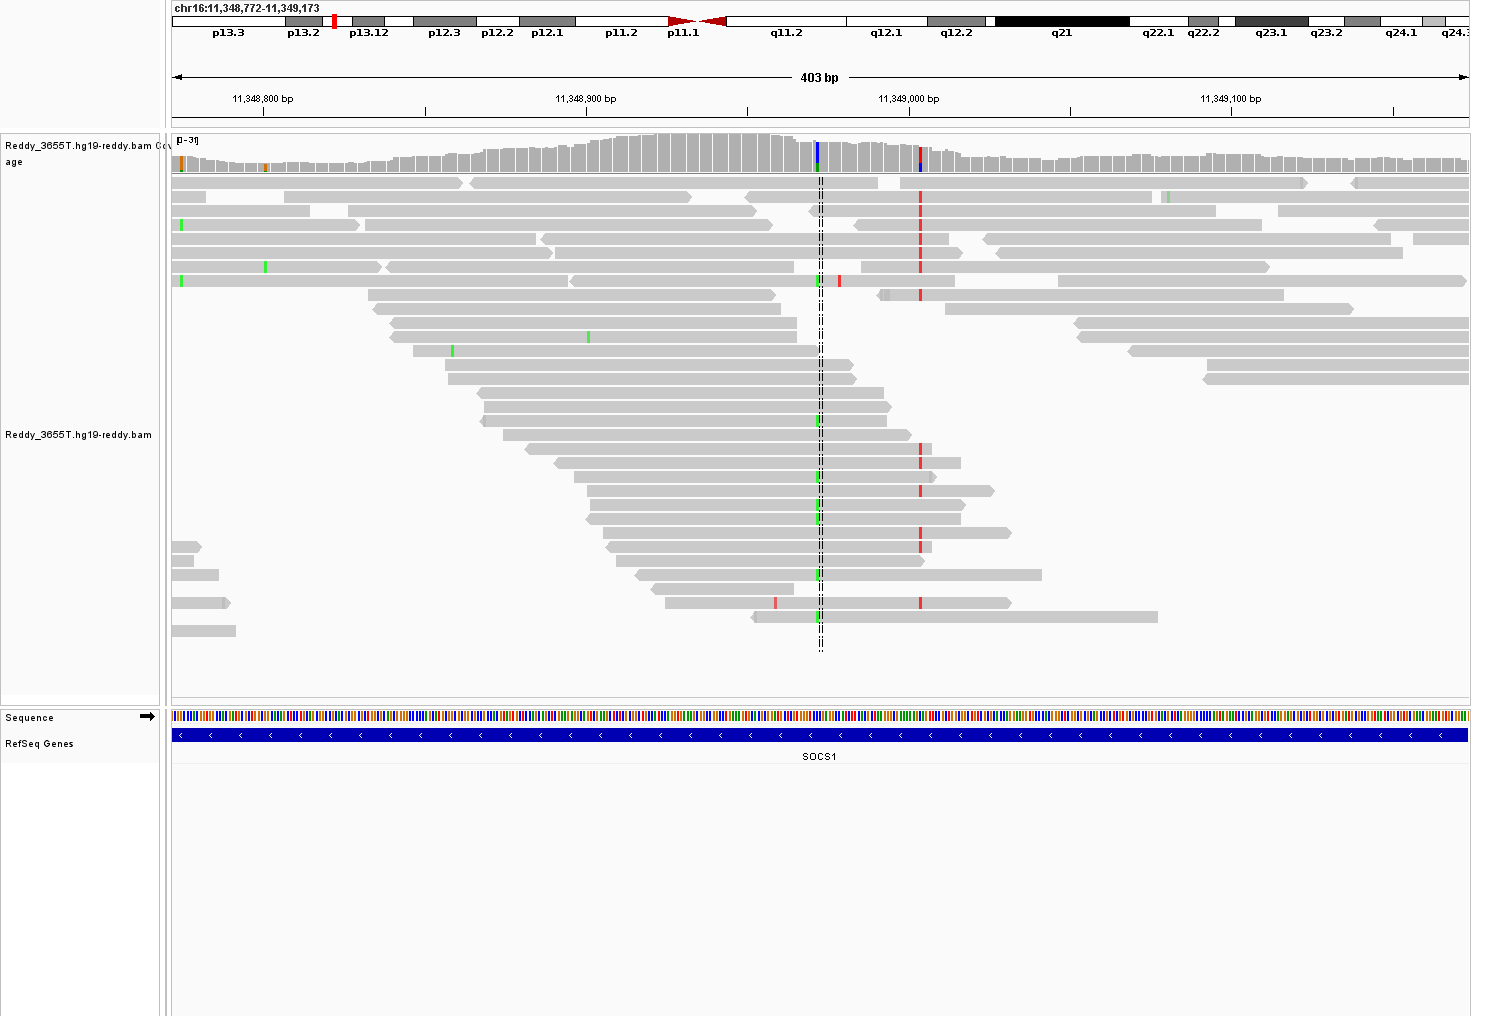 chr16:11,348,772-11,349,173
p13.3 p13.2 p13.12 p12.3 p12.2 p12.1 p11.2 p11.1 q11.2 q12.1 q12.2 q21 q22.1 q22.2 q23.1 q23.2 q24.1 q24.3
403 bp
11,348,800 bp 11,348,900 bp 11,349,000 bp 11,349,100 bp
[0-31]
Reddy_3655T.hg19-reddy.bam Cov
age
Reddy_3655T.hg19-reddy.bam
Sequence
RefSeq Genes
SOCS1